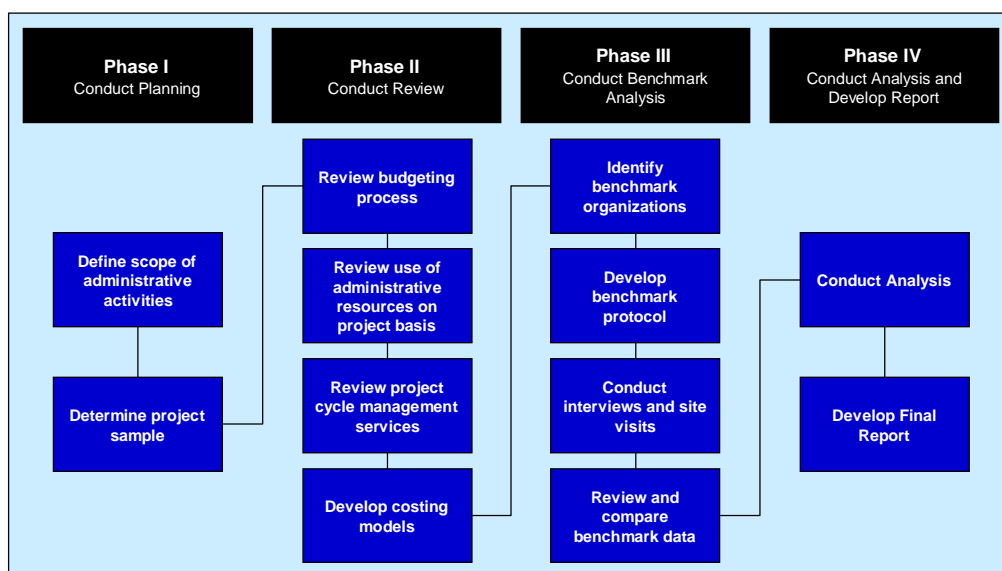 Phase I
Conduct Planning
Phase II
Conduct Review
Phase III
Conduct Benchmark
Analysis
Phase IV
Conduct Analysis and
Develop Report
Define scope of
administrative
activities
Determine project
sample
Review budgeting
process
Review use of
administrative
resources on
project basis
Review project
cycle management
services
Develop costing
models
Identify
benchmark
organizations
Develop
benchmark
protocol
Conduct
interviews and site
visits
Review and
compare
benchmark data
Conduct Analysis
Develop Final
Report